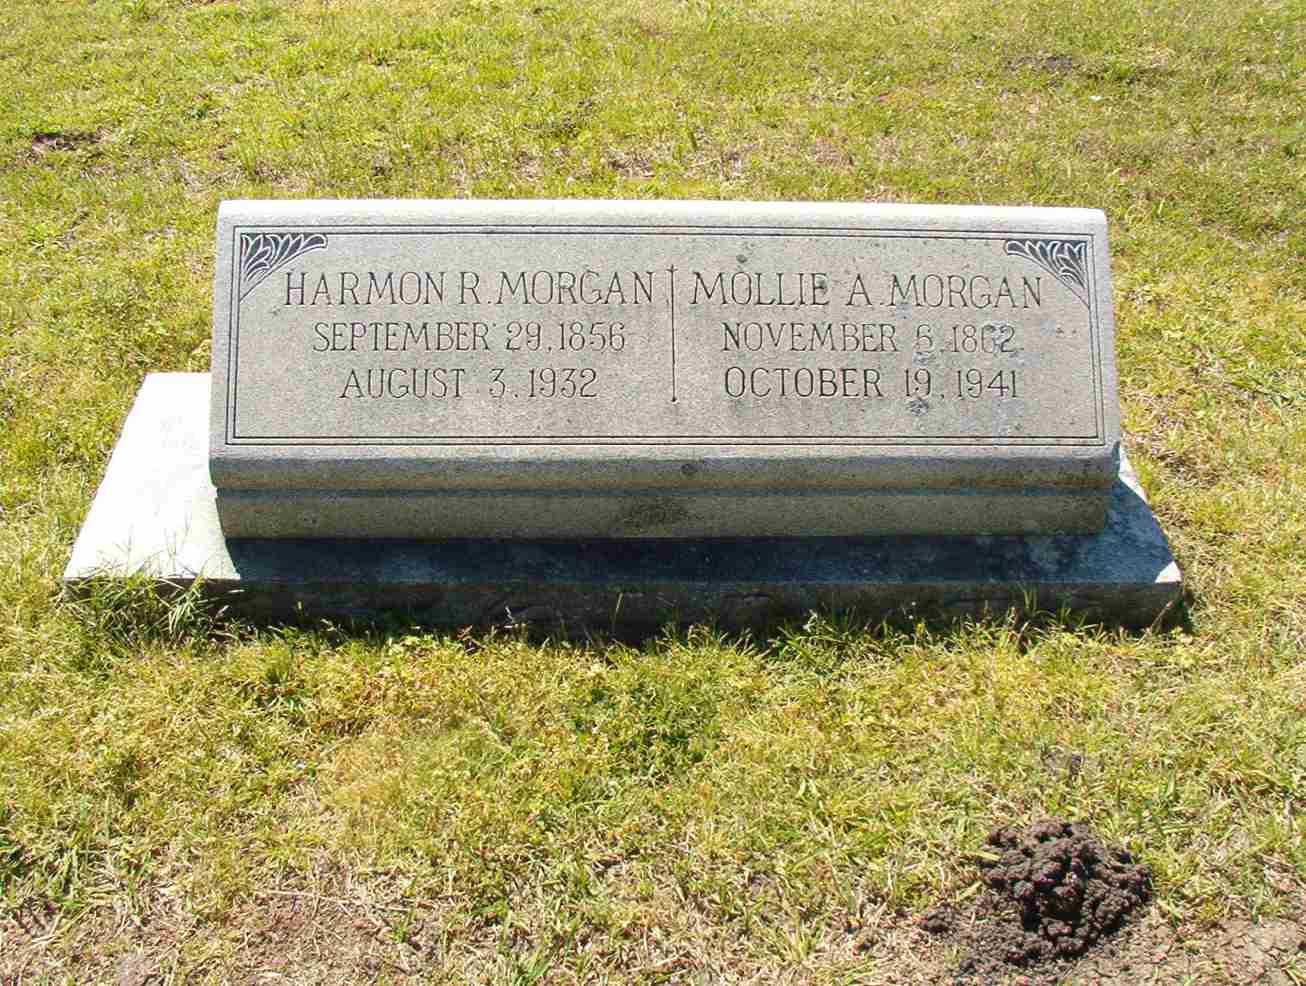 HARMON R. MORGAN
SEPTEMBER 29, 1856
AUGUST 3, 1932
MOLLIE A. MORGAN
NOVEMBER 6, 1862
OCTOBER 19, 1941